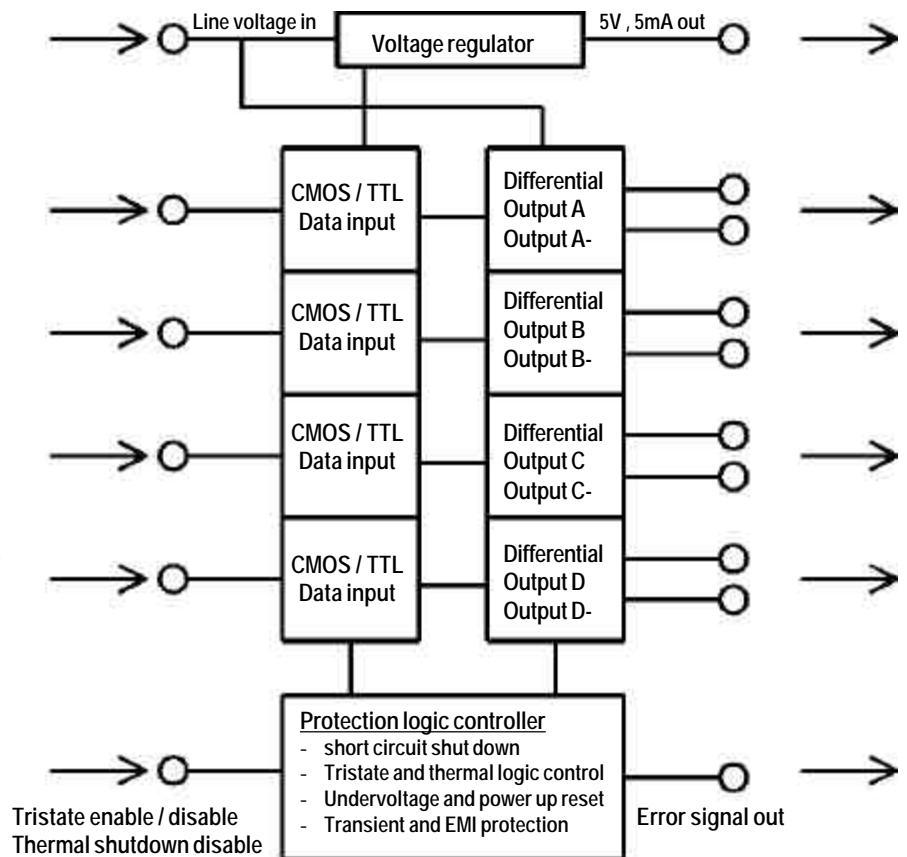 Line voltage in
Voltage regulator
5V , 5mA out
CMOS / TTL
Data input
Differential
Output A
Output A-
CMOS / TTL
Data input
Differential
Output B
Output B-
CMOS / TTL
Data input
Differential
Output C
Output C-
CMOS / TTL
Data input
Differential
Output D
Output D-
Protection logic controller
- short circuit shut down
- Tristate and thermal logic control
- Undervoltage and power up reset
- Transient and EMI protection
Tristate enable / disable
Thermal shutdown disable
Error signal out